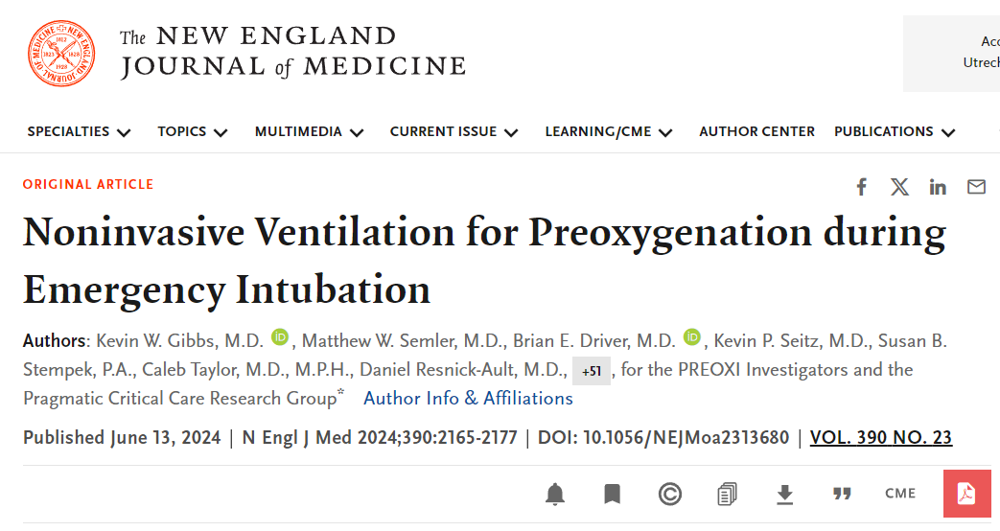 The NEW ENGLAND
JOURNAL of MEDICINE
SPECIALTIES TOPICS MULTIMEDIA CURRENT ISSUE LEARNING/CME AUTHOR CENTER PUBLICATIONS
ORIGINAL ARTICLE
Noninvasive Ventilation for Preoxygenation during
Emergency Intubation
Authors: Kevin W. Gibbs, M.D. iD, Matthew W. Semler, M.D., Brian E. Driver, M.D. iD, Kevin P. Seitz, M.D., Susan B.
Stempek, P.A., Caleb Taylor, M.D., M.P.H., Daniel Resnick-Ault, M.D., +51, for the PREOXI Investigators and the
Pragmatic Critical Care Research Group* Author Info & Affiliations
Published June 13, 2024 | N Engl J Med 2024;390:2165-2177 | DOI: 10.1056/NEJMoa2313680 | VOL. 390 NO. 23
CME